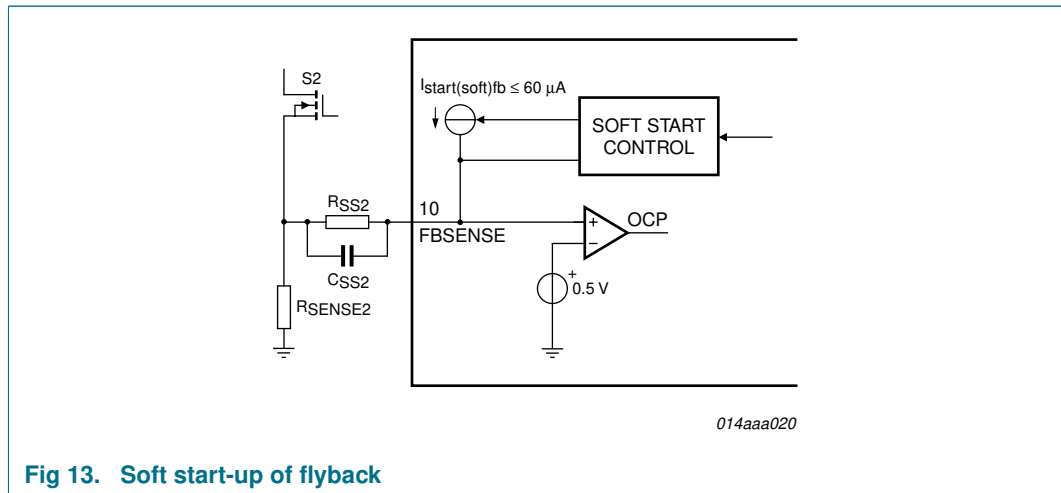 S2
Istart(soft)fb ≤ 60 μA
SOFT START
CONTROL
RSS2
10
FBSENSE
CSS2
RSENSE2
+
−
OCP
+
0.5 V
014aaa020
Fig 13. Soft start-up of flyback